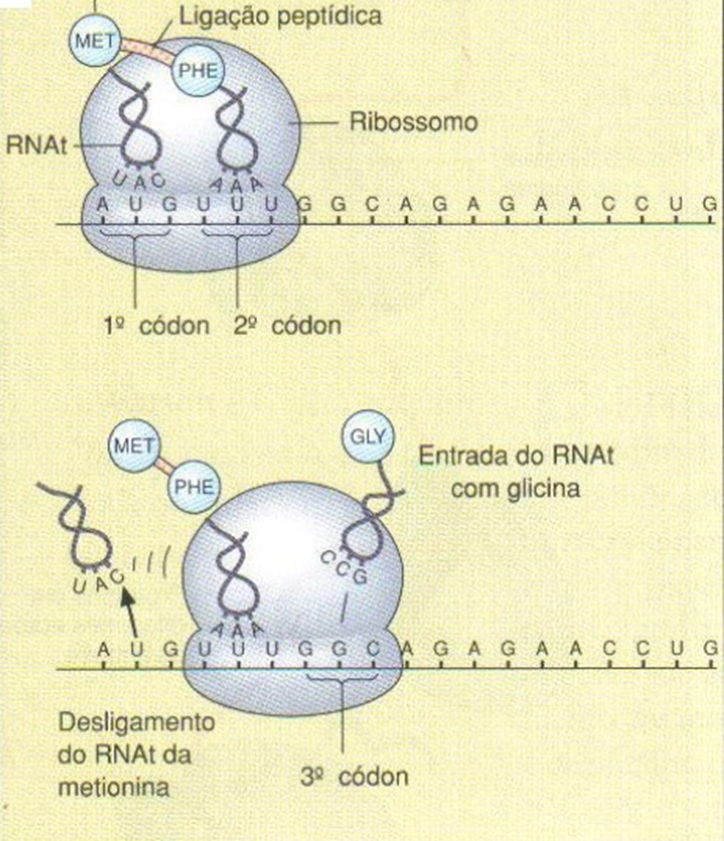 Ligação peptídica
MET
PHE
Ribossomo
RNAt
U A C
A A A
A U G U U U G G C A G A G A A C C U G
1º códon 2º códon
MET
GLY
PHE
Entrada do RNAt
com glicina
C C G
U A C
A A A
A U G U U U G G C A G A G A A C C U G
Desligamento
do RNAt da
metionina
3º códon